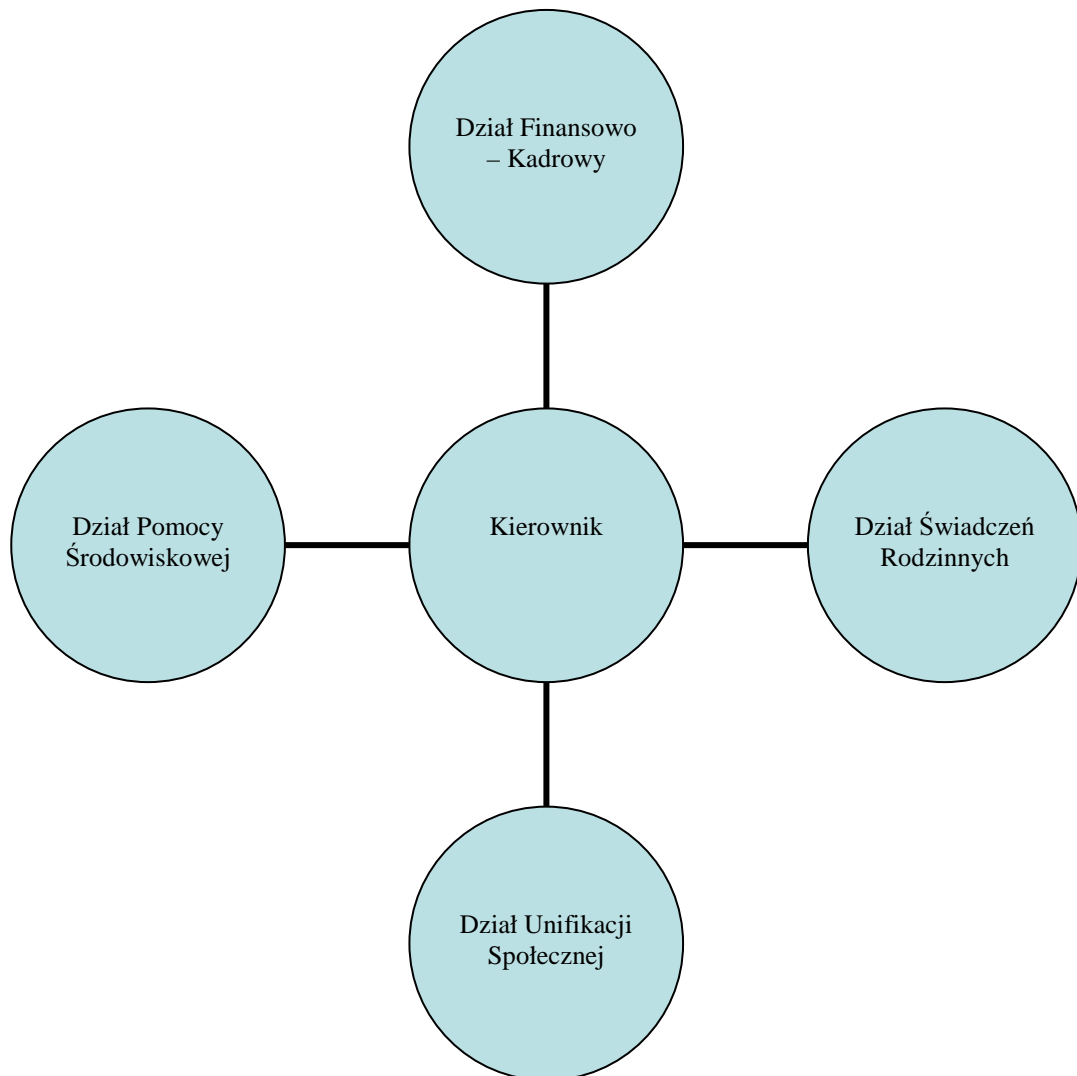 Dział Finansowo
– Kadrowy
Dział Pomocy
Środowiskowej
Kierownik
Dział Świadczeń
Rodzinnych
Dział Unifikacji
Społecznej